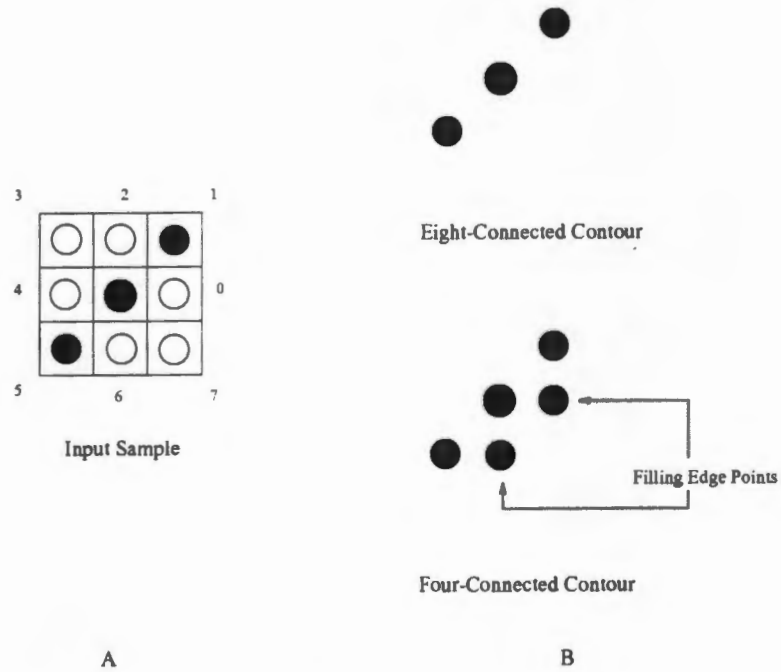 3 2 1
4 0
5 6 7
Input Sample
A
Eight-Connected Contour
Filling Edge Points
Four-Connected Contour
B